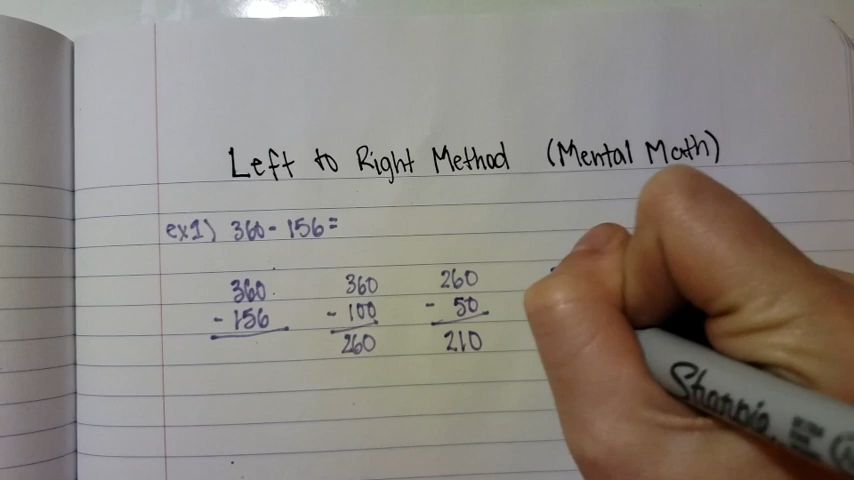 Left to Right Method (Mental Math)
ex1) 360 - 156 =
360 360 260
- 156 - 100 - 50
260 210
Sharpie